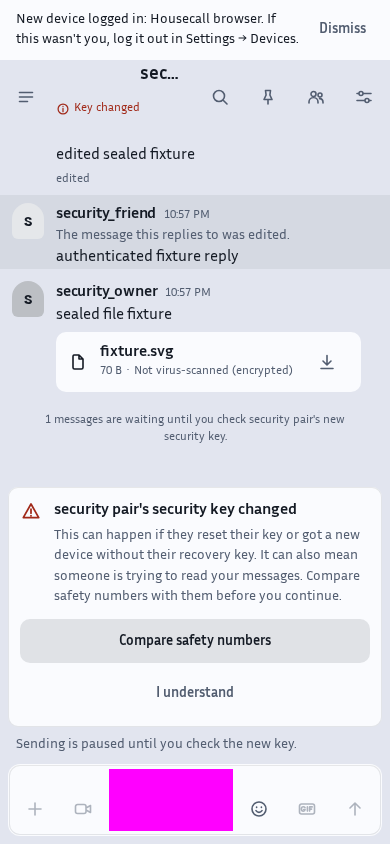 New device logged in: Housecall browser. If
this wasn't you, log it out in Settings → Devices.
Dismiss
sec...
Key changed
edited sealed fixture
edited
S
security_friend 10:57 PM
The message this replies to was edited.
authenticated fixture reply
S
security_owner 10:57 PM
sealed file fixture
fixture.svg
70 B · Not virus-scanned (encrypted)
1 messages are waiting until you check security pair's new
security key.
security pair's security key changed
This can happen if they reset their key or got a new
device without their recovery key. It can also mean
someone is trying to read your messages. Compare
safety numbers with them before you continue.
Compare safety numbers
I understand
Sending is paused until you check the new key.
GIF